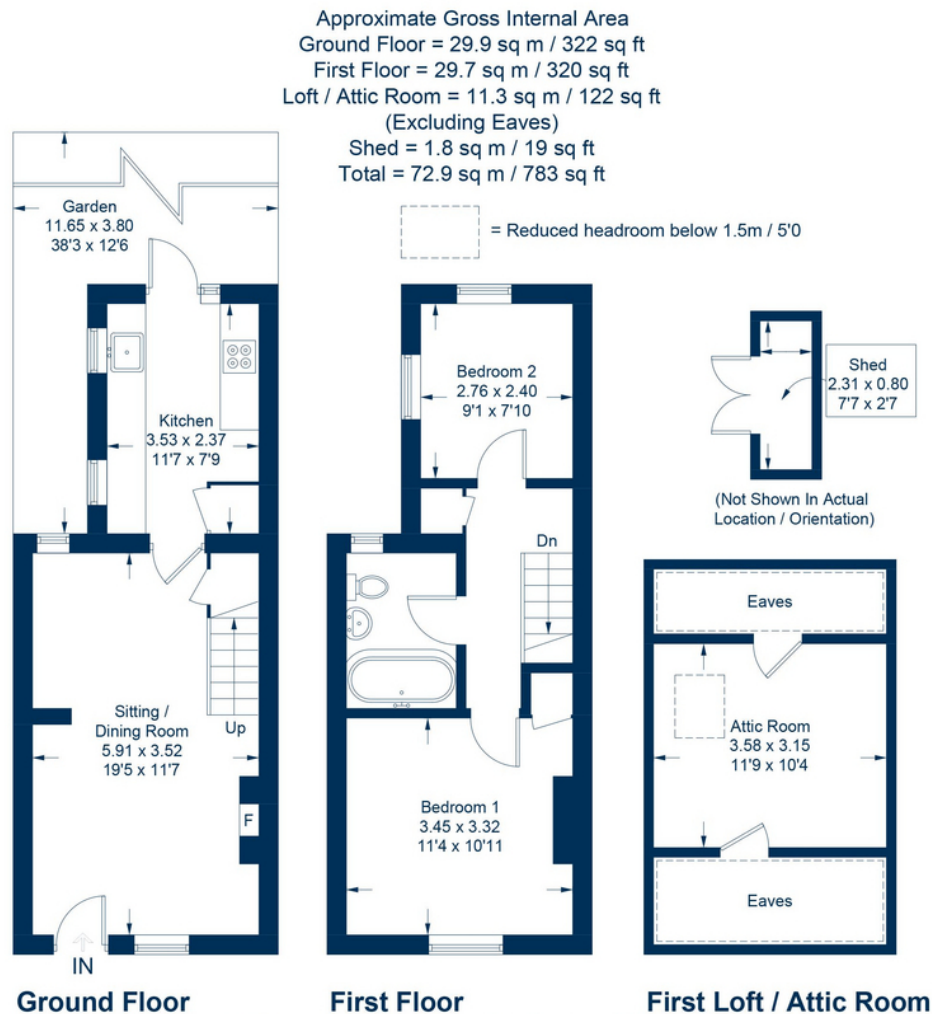 Approximate Gross Internal Area
Ground Floor = 29.9 sq m / 322 sq ft
First Floor = 29.7 sq m / 320 sq ft
Loft / Attic Room = 11.3 sq m / 122 sq ft
(Excluding Eaves)
Shed = 1.8 sq m / 19 sq ft
Total = 72.9 sq m / 783 sq ft
= Reduced headroom below 1.5m / 5'0
Garden
11.65 x 3.80
38'3 x 12'6
Kitchen
3.53 x 2.37
11'7 x 7'9
Sitting /
Dining Room
5.91 x 3.52
19'5 x 11'7
Up
F
IN
Ground Floor
Bedroom 2
2.76 x 2.40
9'1 x 7'10
Dn
Bedroom 1
3.45 x 3.32
11'4 x 10'11
First Floor
Shed
2.31 x 0.80
7'7 x 2'7
(Not Shown In Actual
Location / Orientation)
Eaves
Attic Room
3.58 x 3.15
11'9 x 10'4
Eaves
First Loft / Attic Room